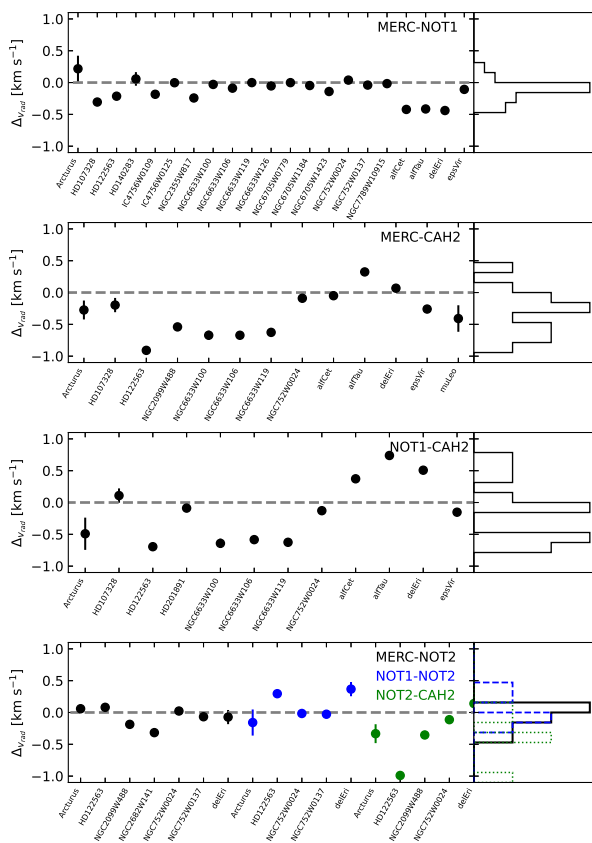 MERC-NOT1
1.0
0.5
0.0
−0.5
−1.0
Δvrad [km s−1]
Arcturus
HD107328
HD122563
HD140283
IC4756W0109
IC4756W0125
NGC2355W817
NGC6633W100
NGC6633W106
NGC6633W119
NGC6633W126
NGC6705W0779
NGC6705W1184
NGC6705W1423
NGC752W0024
NGC752W0137
NGC7789W10915
alfCet
alfTau
delEri
epsVir
MERC-CAH2
1.0
0.5
0.0
−0.5
−1.0
Δvrad [km s−1]
Arcturus
HD107328
HD122563
NGC2099W488
NGC6633W100
NGC6633W106
NGC6633W119
NGC752W0024
alfCet
alfTau
delEri
epsVir
muLeo
NOT1-CAH2
1.0
0.5
0.0
−0.5
−1.0
Δvrad [km s−1]
Arcturus
HD107328
HD122563
HD201891
NGC6633W100
NGC6633W106
NGC6633W119
NGC752W0024
alfCet
alfTau
delEri
epsVir
MERC-NOT2
NOT1-NOT2
NOT2-CAH2
1.0
0.5
0.0
−0.5
−1.0
Δvrad [km s−1]
Arcturus
HD122563
NGC2099W488
NGC2682W141
NGC752W0024
NGC752W0137
delEri
Arcturus
HD122563
NGC752W0024
NGC752W0137
delEri
Arcturus
HD122563
NGC2099W488
NGC752W0024
delEri